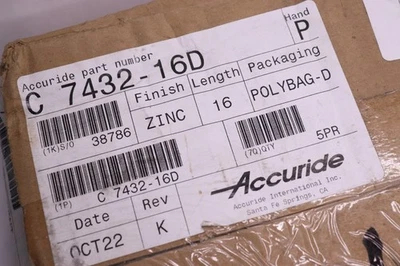 Accuride part number
Hand
C 7432-16D
P
Finish
Length
Packaging
ZINC
16
POLYBAG-D
(1K)S/O 38786
(7Q)QTY 5PR
(1P) C 7432-16D
Accuride
Accuride International Inc.
Santa Fe Springs, CA
Date
Rev
OCT22
K